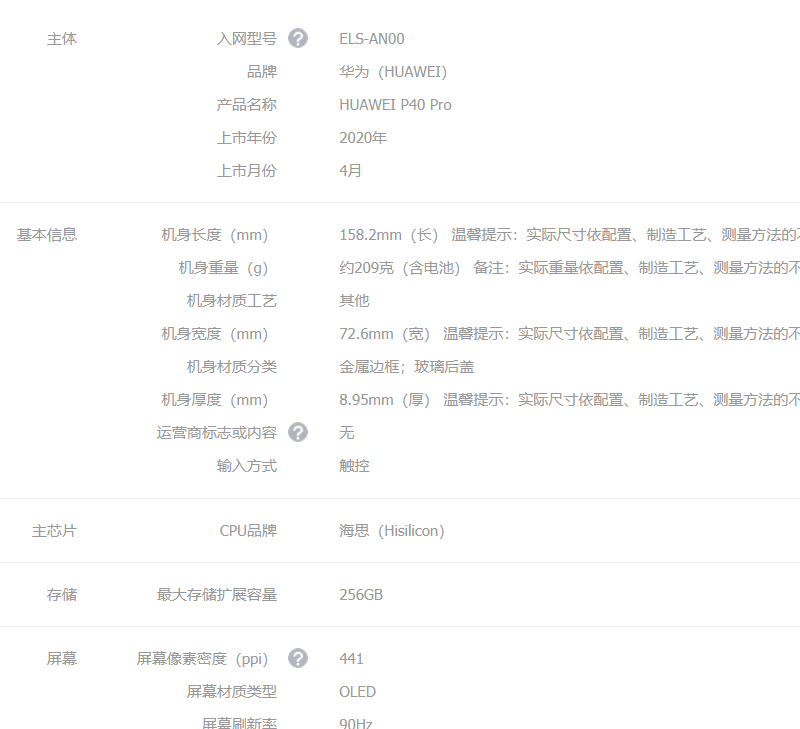 主体 入网型号 ELS-AN00
品牌 华为（HUAWEI）
产品名称 HUAWEI P40 Pro
上市年份 2020年
上市月份 4月
基本信息 机身长度（mm） 158.2mm（长） 温馨提示：实际尺寸依配置、制造工艺、测量方法的
机身重量（g） 约209克（含电池） 备注：实际重量依配置、制造工艺、测量方法的不
机身材质工艺 其他
机身宽度（mm） 72.6mm（宽） 温馨提示：实际尺寸依配置、制造工艺、测量方法的不
机身材质分类 金属边框；玻璃后盖
机身厚度（mm） 8.95mm（厚） 温馨提示：实际尺寸依配置、制造工艺、测量方法的不
运营商标志或内容 无
输入方式 触控
主芯片 CPU品牌 海思（Hisilicon）
存储 最大存储扩展容量 256GB
屏幕 屏幕像素密度（ppi） 441
屏幕材质类型 OLED
屏幕刷新率 90Hz